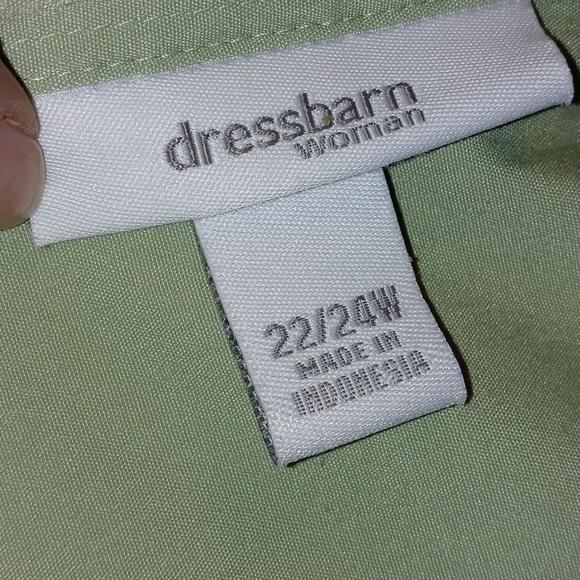 dressbarn
woman
22/24W
MADE IN
INDONESIA